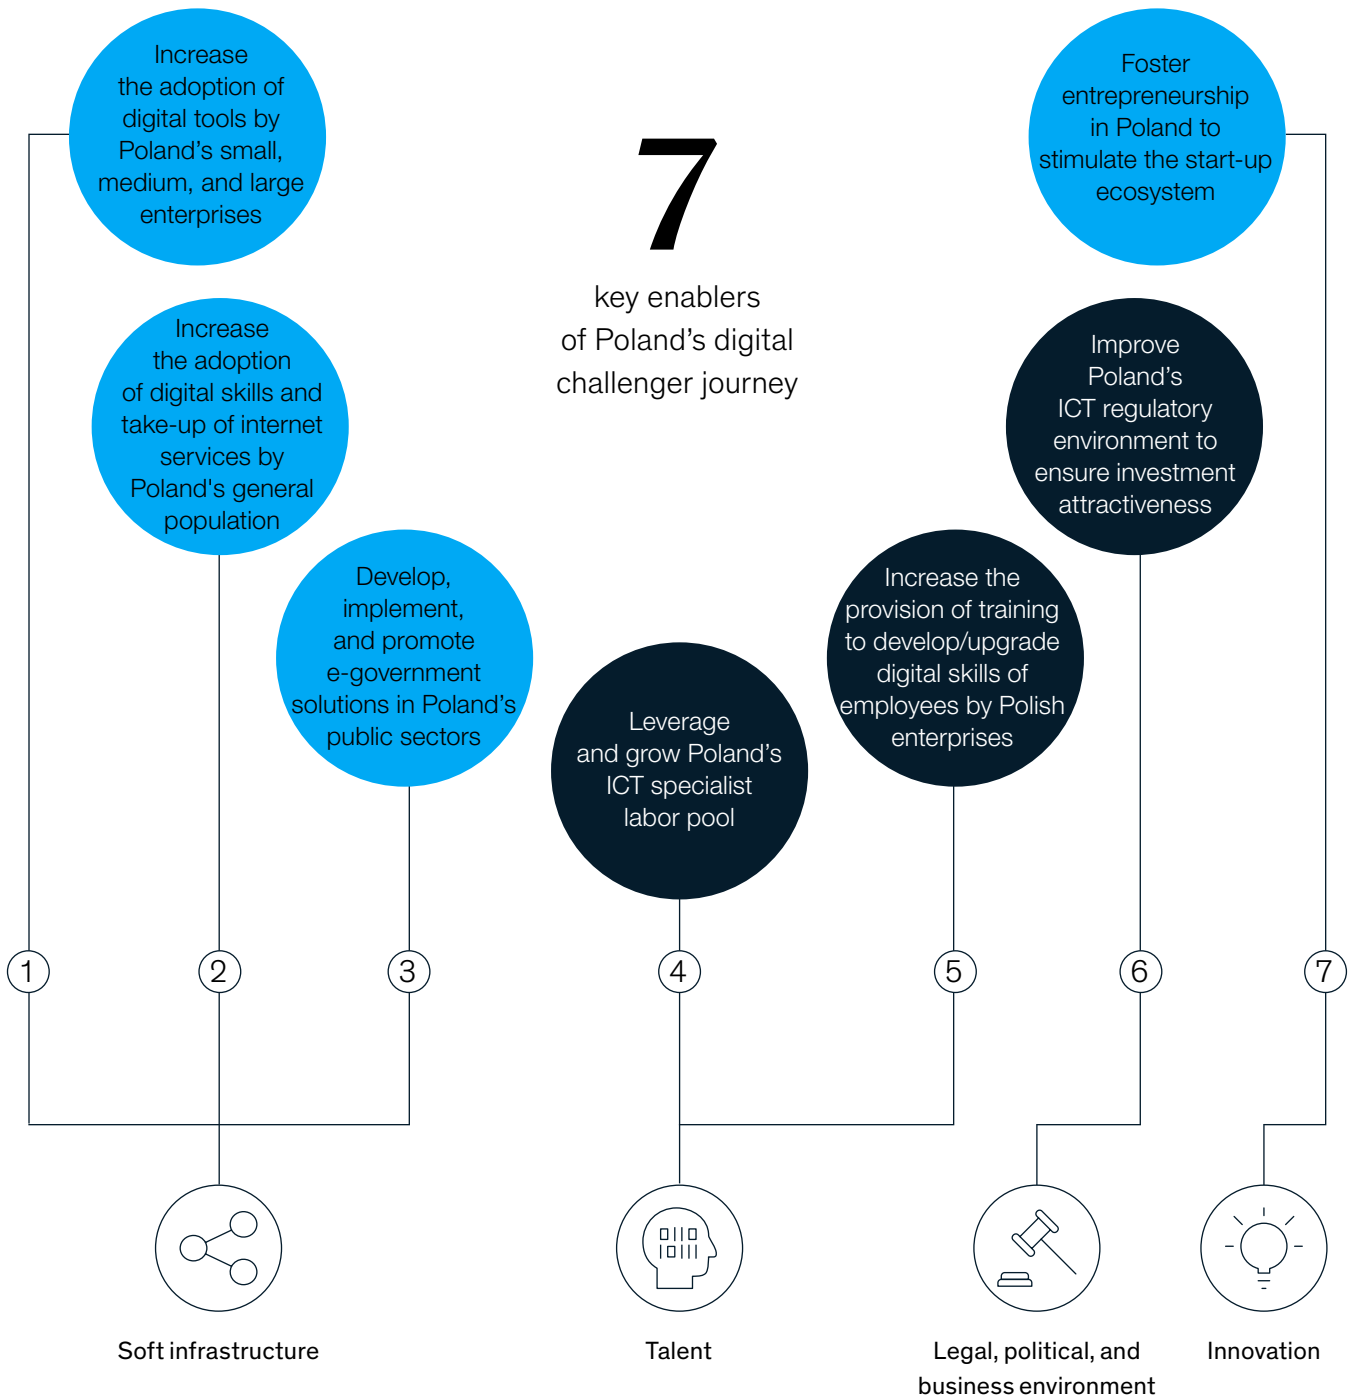 7
key enablers
of Poland’s digital
challenger journey
Increase
the adoption of
digital tools by
Poland’s small,
medium, and large
enterprises
Increase
the adoption
of digital skills and
take-up of internet
services by
Poland's general
population
Develop,
implement,
and promote
e-government
solutions in Poland’s
public sectors
Leverage
and grow Poland’s
ICT specialist
labor pool
Increase the
provision of training
to develop/upgrade
digital skills of
employees by Polish
enterprises
Improve
Poland’s
ICT regulatory
environment to
ensure investment
attractiveness
Foster
entrepreneurship
in Poland to
stimulate the start-up
ecosystem
1
2
3
4
5
6
7
0110
10111
Soft infrastructure
Talent
Legal, political, and
business environment
Innovation